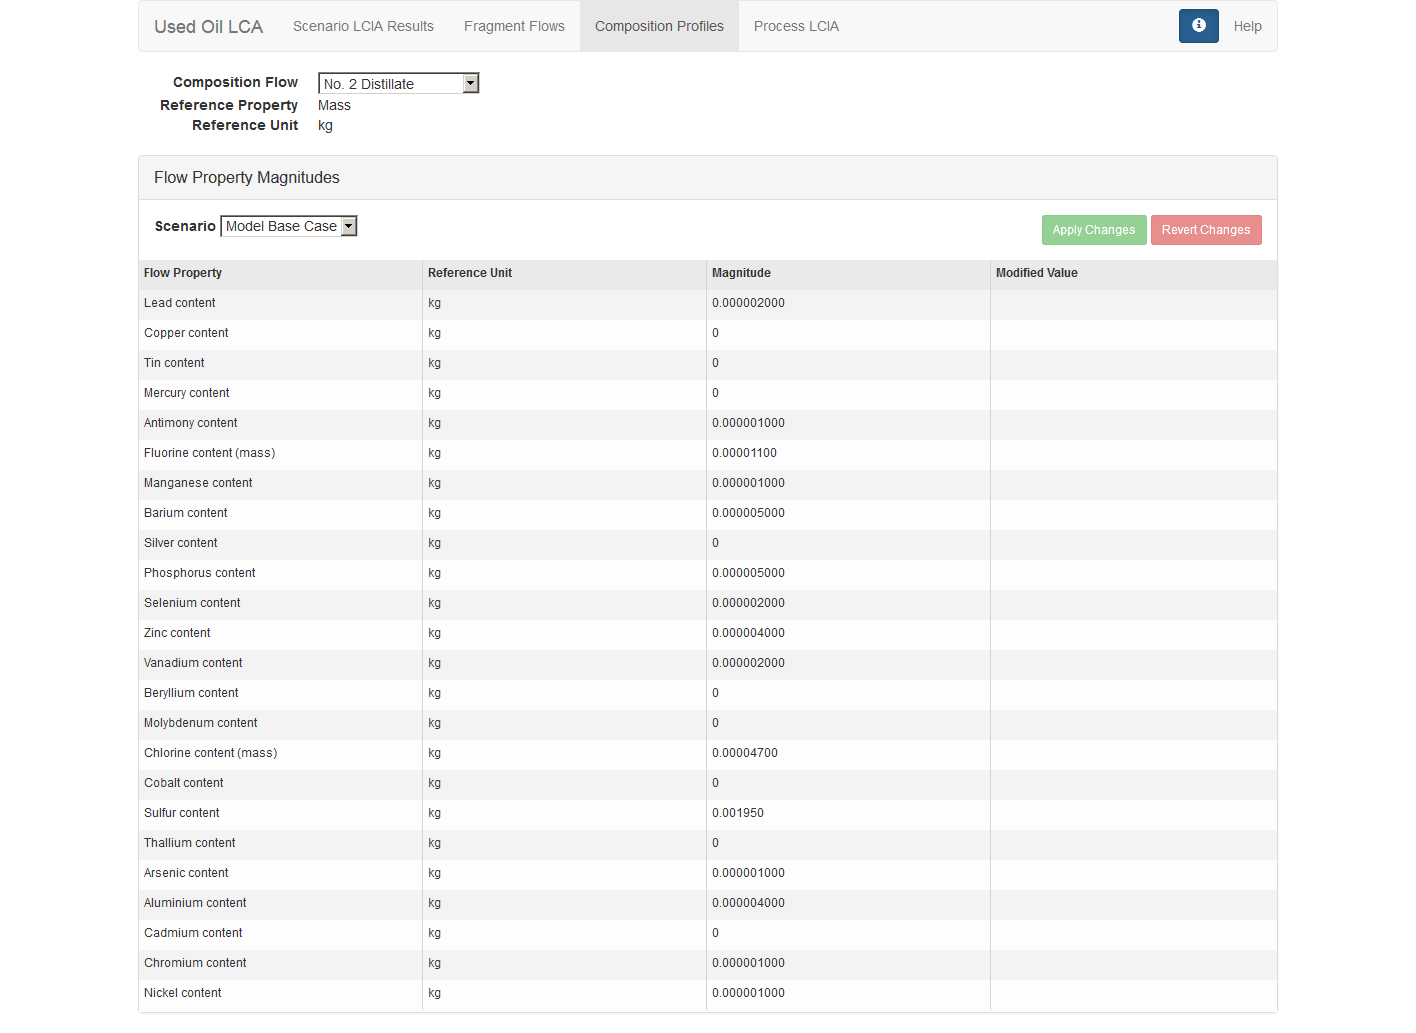 Used Oil LCA Scenario LCIA Results Fragment Flows Composition Profiles Process LCIA Help
Composition Flow No. 2 Distillate
Reference Property Mass
Reference Unit kg
Flow Property Magnitudes
Scenario Model Base Case Apply Changes Revert Changes
Flow Property Reference Unit Magnitude Modified Value
Lead content kg 0.000002000
Copper content kg 0
Tin content kg 0
Mercury content kg 0
Antimony content kg 0.000001000
Fluorine content (mass) kg 0.00001100
Manganese content kg 0.000001000
Barium content kg 0.000005000
Silver content kg 0
Phosphorus content kg 0.000005000
Selenium content kg 0.000002000
Zinc content kg 0.000004000
Vanadium content kg 0.000002000
Beryllium content kg 0
Molybdenum content kg 0
Chlorine content (mass) kg 0.00004700
Cobalt content kg 0
Sulfur content kg 0.001950
Thallium content kg 0
Arsenic content kg 0.000001000
Aluminium content kg 0.000004000
Cadmium content kg 0
Chromium content kg 0.000001000
Nickel content kg 0.000001000